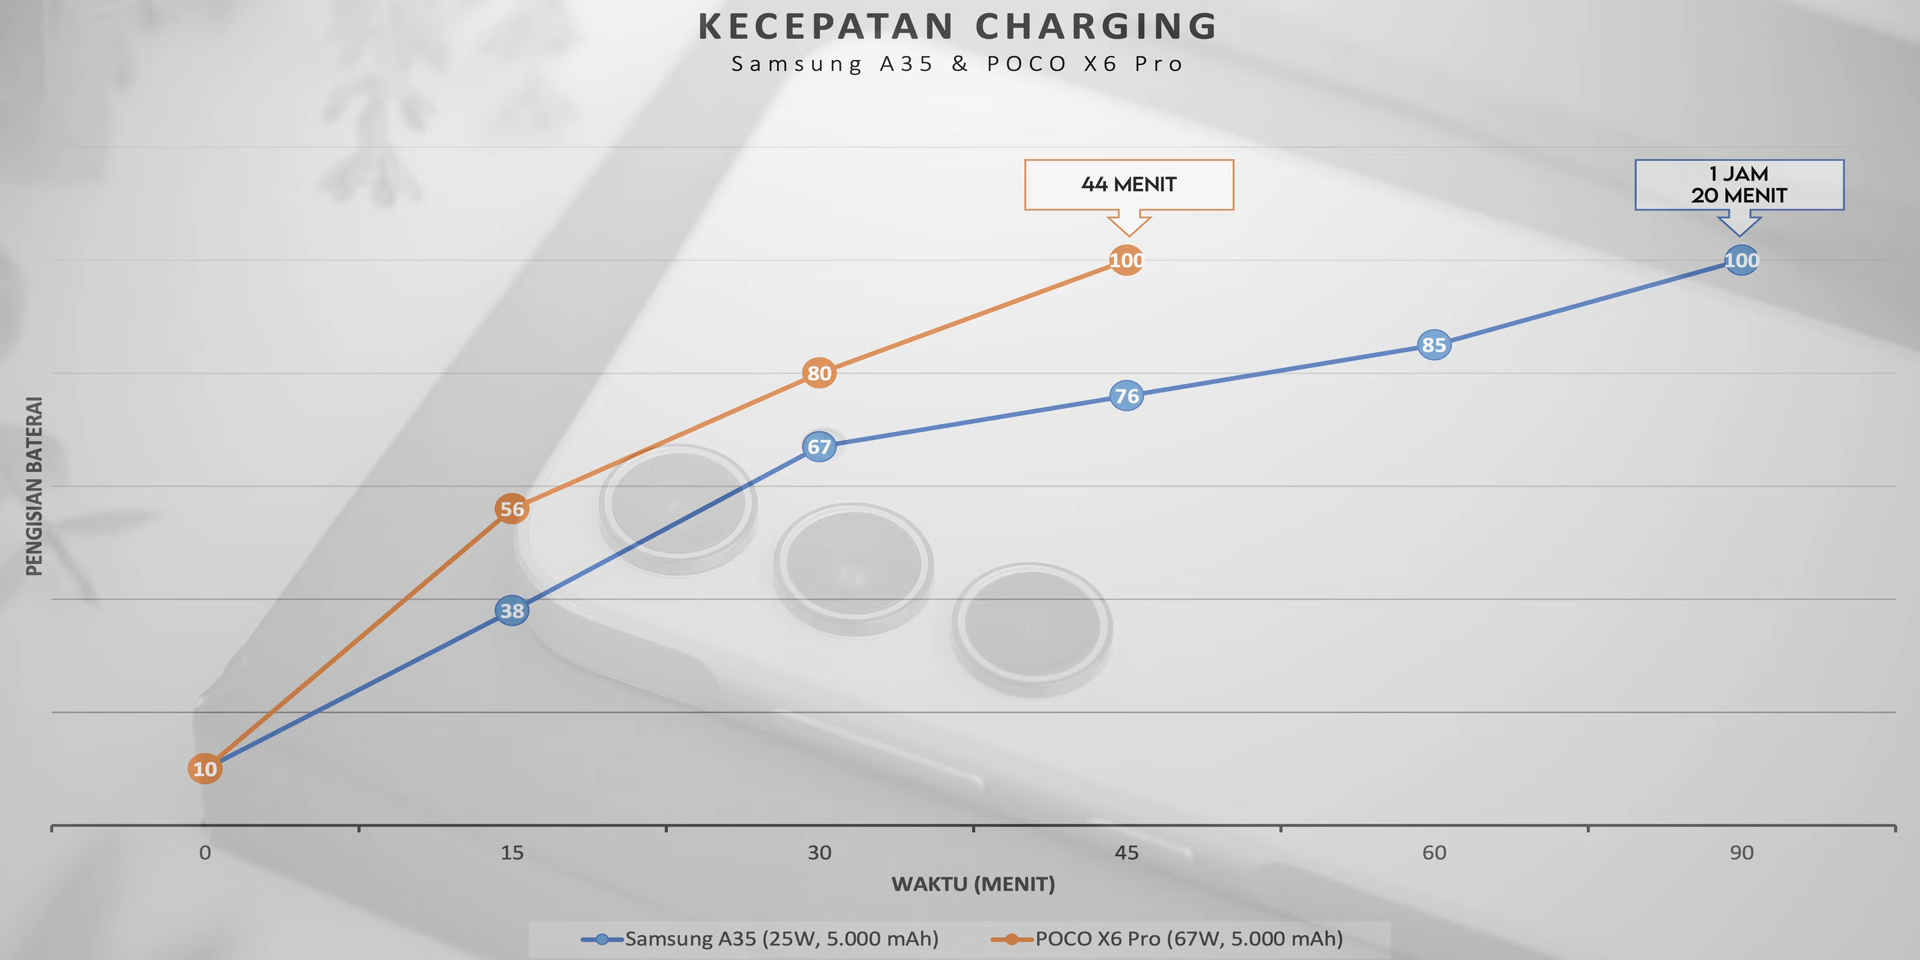 KECEPATAN CHARGING
Samsung A35 & POCO X6 Pro
44 MENIT
1 JAM
20 MENIT
100
100
85
80
76
67
56
38
10
PENGISIAN BATERAI
0 15 30 45 60 90
WAKTU (MENIT)
Samsung A35 (25W, 5.000 mAh) POCO X6 Pro (67W, 5.000 mAh)